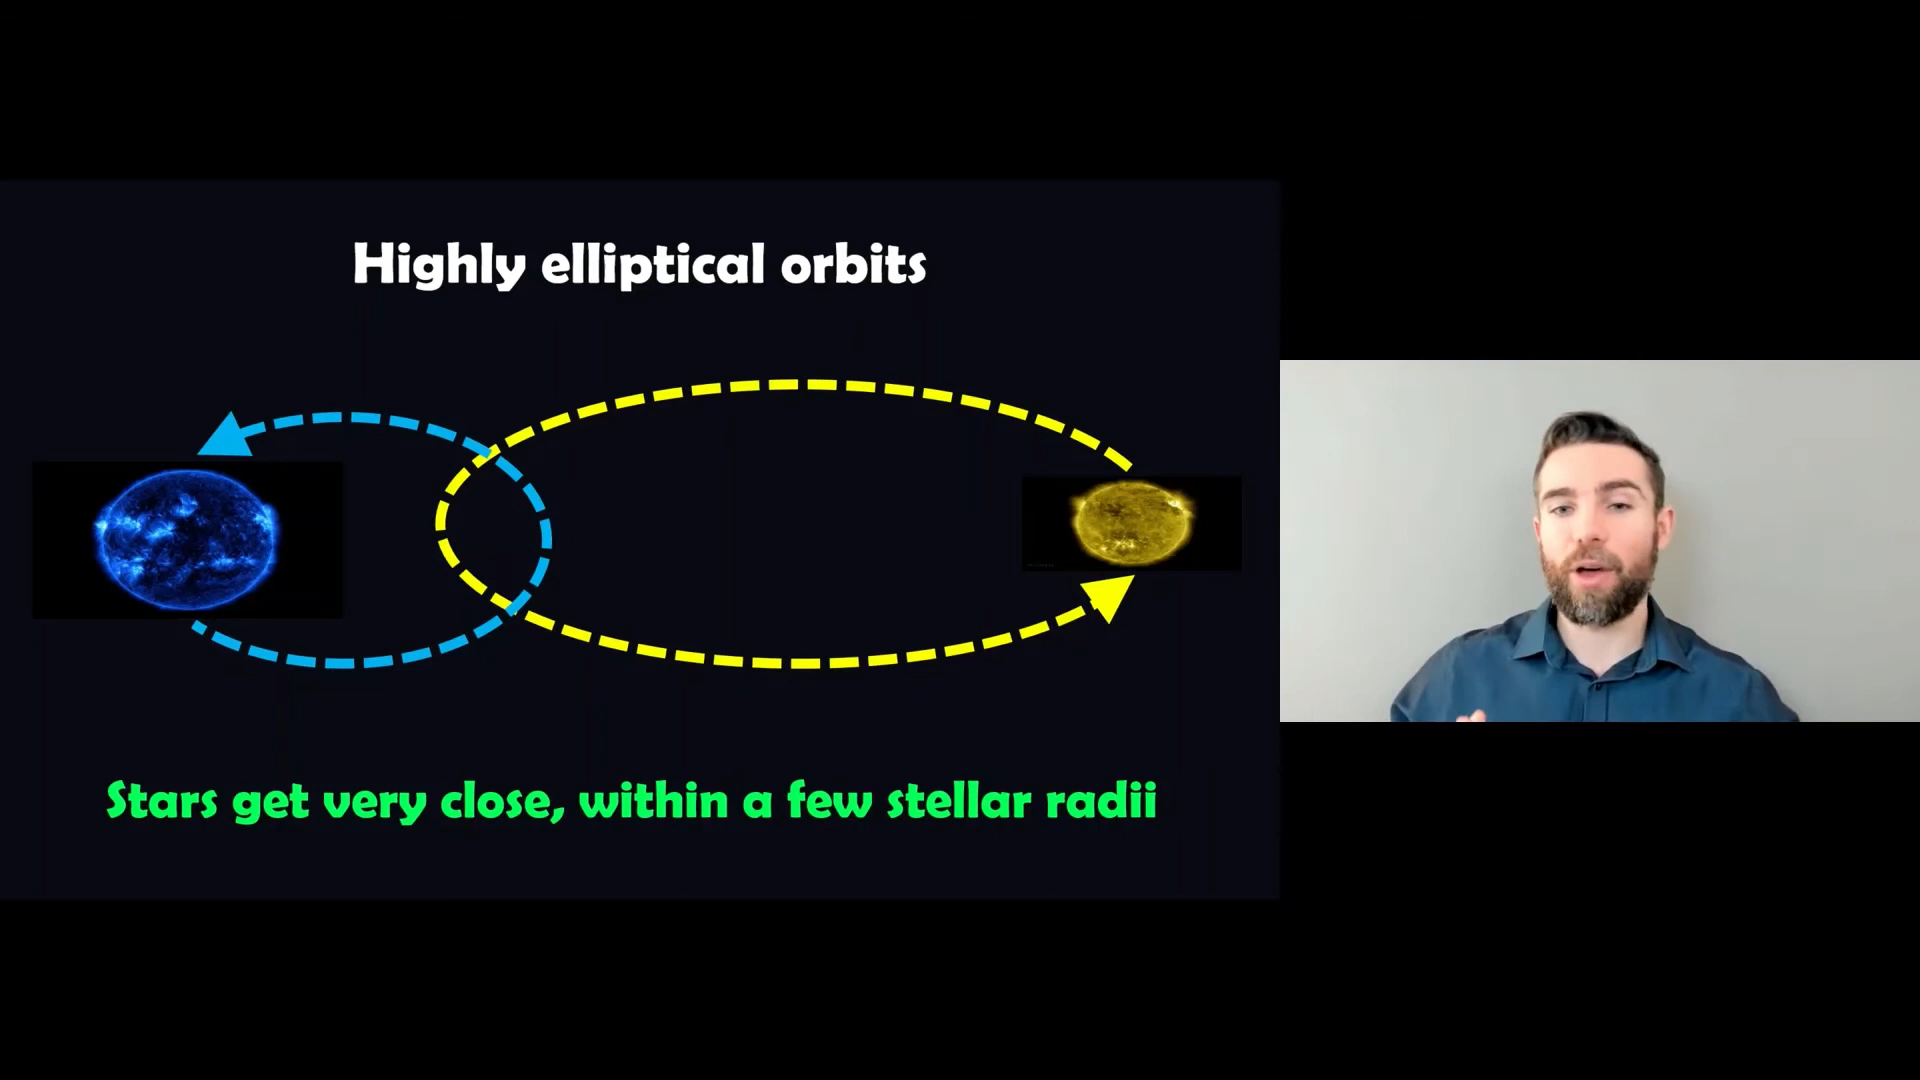 Highly elliptical orbits
Stars get very close, within a few stellar radii